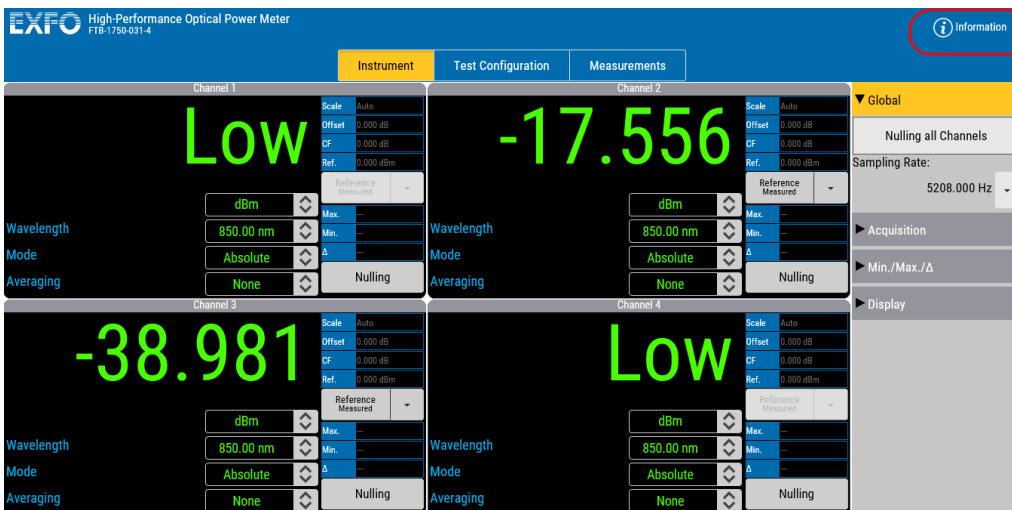 EXFO High-Performance Optical Power Meter
FTB-1750-031-4
Information
Instrument Test Configuration Measurements
Channel 1
Low
Scale Auto
Offset 0.000 dB
CF 0.000 dB
Ref. 0.000 dBm
Reference Measured
dBm
Max. ---
Wavelength 850.00 nm
Min. ---
Mode Absolute
Δ ---
Averaging None
Nulling
Channel 2
-17.556
Scale Auto
Offset 0.000 dB
CF 0.000 dB
Ref. 0.000 dBm
Reference Measured
dBm
Max. ---
Wavelength 850.00 nm
Min. ---
Mode Absolute
Δ ---
Averaging None
Nulling
Channel 3
-38.981
Scale Auto
Offset 0.000 dB
CF 0.000 dB
Ref. 0.000 dBm
Reference Measured
dBm
Max. ---
Wavelength 850.00 nm
Min. ---
Mode Absolute
Δ ---
Averaging None
Nulling
Channel 4
Low
Scale Auto
Offset 0.000 dB
CF 0.000 dB
Ref. 0.000 dBm
Reference Measured
dBm
Max. ---
Wavelength 850.00 nm
Min. ---
Mode Absolute
Δ ---
Averaging None
Nulling
Global
Nulling all Channels
Sampling Rate:
5208.000 Hz
Acquisition
Min./Max./Δ
Display